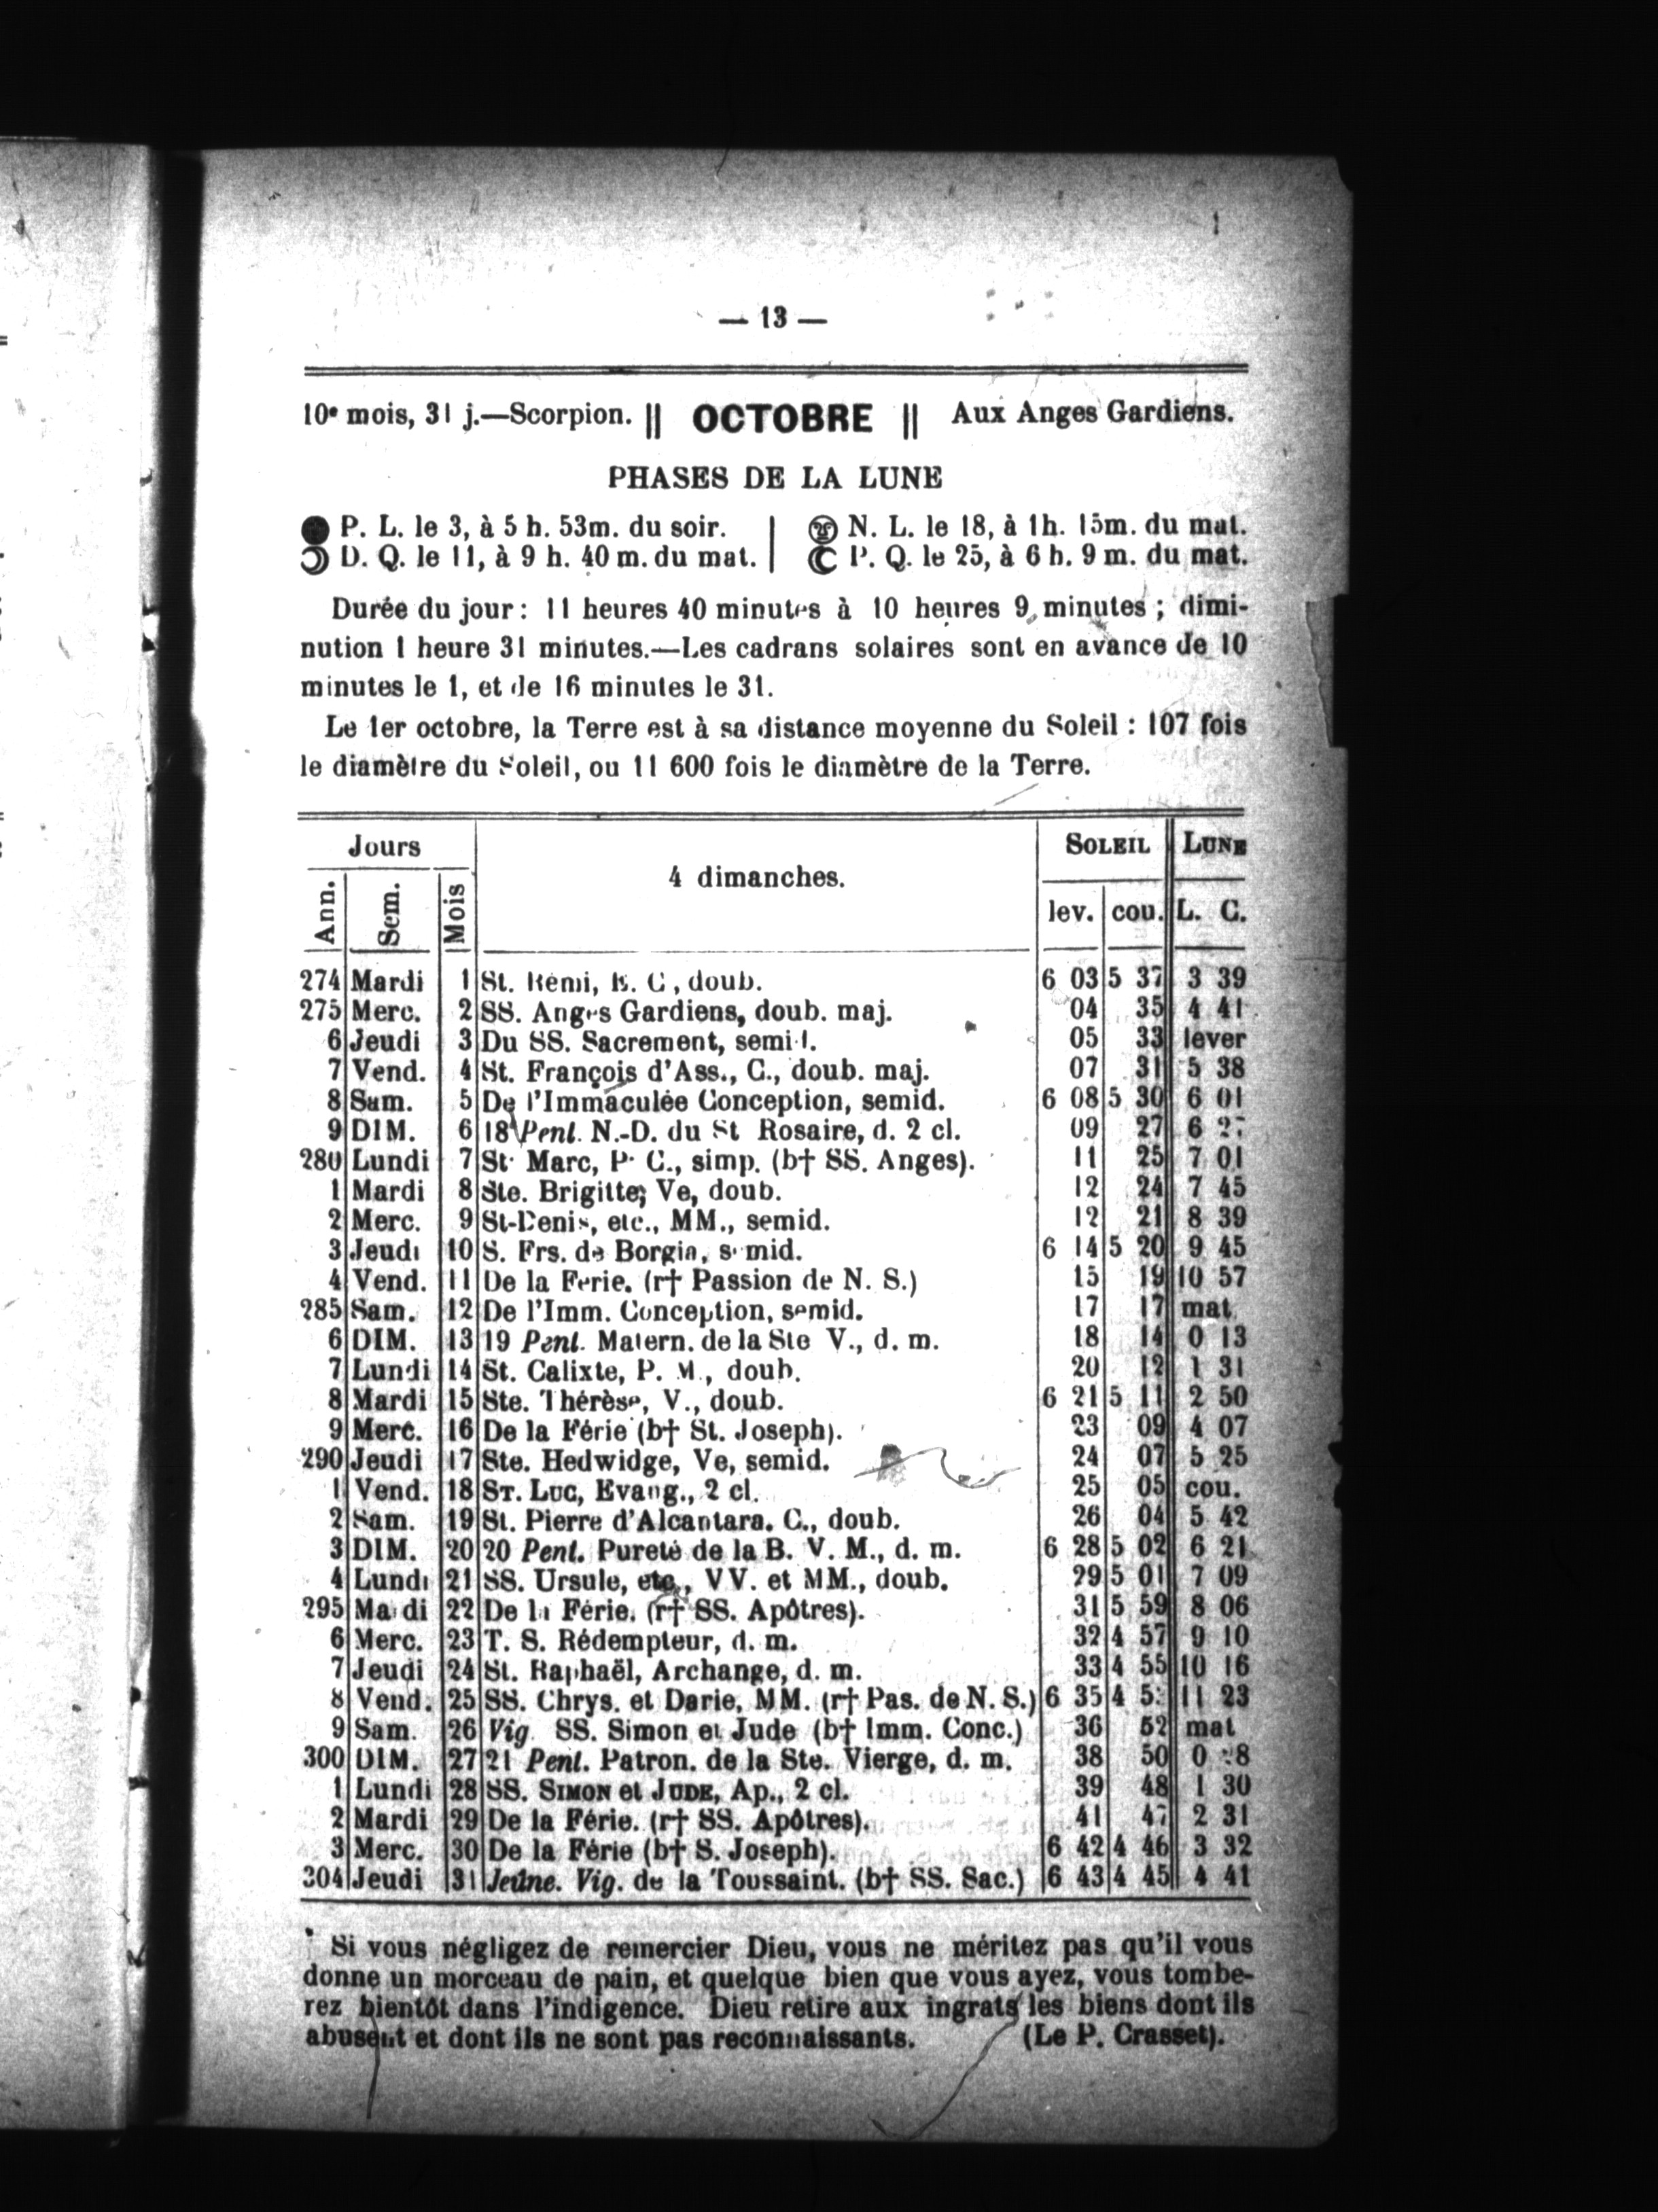 — 13 —
10e mois, 31 j.—Scorpion. || OCTOBRE || Aux Anges Gardiens.
PHASES DE LA LUNE
P. L. le 3, à 5 h. 53m. du soir. | N. L. le 18, à 1h. 15m. du mat.
D. Q. le 11, à 9 h. 40 m. du mat. | P. Q. le 25, à 6 h. 9 m. du mat.
Durée du jour : 11 heures 40 minutes à 10 heures 9 minutes ; dimi-
nution 1 heure 31 minutes.—Les cadrans solaires sont en avance de 10
minutes le 1, et de 16 minutes le 31.
Le 1er octobre, la Terre est à sa distance moyenne du Soleil : 107 fois
le diamètre du Soleil, ou 11 600 fois le diamètre de la Terre.
Jours SOLEIL LUNE
4 dimanches.
Ann. Sem. Mois lev. cou. L. C.
274 Mardi 1 St. Rémi, E. C, doub. 6 03 5 37 3 39
275 Merc. 2 SS. Anges Gardiens, doub. maj. 04 35 4 41
6 Jeudi 3 Du SS. Sacrement, semid. 05 33 lever
7 Vend. 4 St. François d'Ass., C., doub. maj. 07 31 5 38
8 Sam. 5 De l'Immaculée Conception, semid. 6 08 5 30 6 01
9 DIM. 6 18 Pent. N.-D. du St Rosaire, d. 2 cl. 09 27 6
280 Lundi 7 St. Marc, P. C., simp. (b† SS. Anges). 11 25 7 01
1 Mardi 8 Ste. Brigitte, Ve, doub. 12 24 7 45
2 Merc. 9 St-Denis, etc., MM., semid. 12 21 8 39
3 Jeudi 10 S. Frs. de Borgia, semid. 6 14 5 20 9 45
4 Vend. 11 De la Ferie. (r† Passion de N. S.) 15 19 10 57
285 Sam. 12 De l'Imm. Conception, semid. 17 17 mat.
6 DIM. 13 19 Pent. Matern. de la Ste V., d. m. 18 14 0 13
7 Lundi 14 St. Calixte, P. M., doub. 20 12 1 31
8 Mardi 15 Ste. Thérèse, V., doub. 6 21 5 11 2 50
9 Merc. 16 De la Férie (b† St. Joseph). 23 09 4 07
290 Jeudi 17 Ste. Hedwidge, Ve, semid. 24 07 5 25
1 Vend. 18 ST. LUC, Evang., 2 cl. 25 05 cou.
2 Sam. 19 St. Pierre d'Alcantara. C., doub. 26 04 5 42
3 DIM. 20 20 Pent. Pureté de la B. V. M., d. m. 6 28 5 02 6 21
4 Lundi 21 SS. Ursule, etc., VV. et MM., doub. 29 5 01 7 09
295 Mardi 22 De la Férie. (r† SS. Apôtres). 31 5 59 8 06
6 Merc. 23 T. S. Rédempteur, d. m. 32 4 57 9 10
7 Jeudi 24 St. Raphaël, Archange, d. m. 33 4 55 10 16
8 Vend. 25 SS. Chrys. et Darie, MM. (r† Pas. de N. S.) 6 35 4 11 23
9 Sam. 26 Vig. SS. Simon et Jude (b† Imm. Conc.) 36 52 mat
300 DIM. 27 21 Pent. Patron. de la Ste. Vierge, d. m. 38 50 0
1 Lundi 28 SS. SIMON et JUDE, Ap., 2 cl. 39 48 1 30
2 Mardi 29 De la Férie. (r† SS. Apôtres). 41 47 2 31
3 Merc. 30 De la Férie (b† S. Joseph). 6 42 4 46 3 32
304 Jeudi 31 Jeûne. Vig. de la Toussaint. (b† SS. Sac.) 6 43 4 45 4 41
Si vous négligez de remercier Dieu, vous ne méritez pas qu'il vous
donne un morceau de pain, et quelque bien que vous ayez, vous tombe-
rez bientôt dans l'indigence. Dieu retire aux ingrats les biens dont ils
abusent et dont ils ne sont pas reconnaissants. (Le P. Crasset).